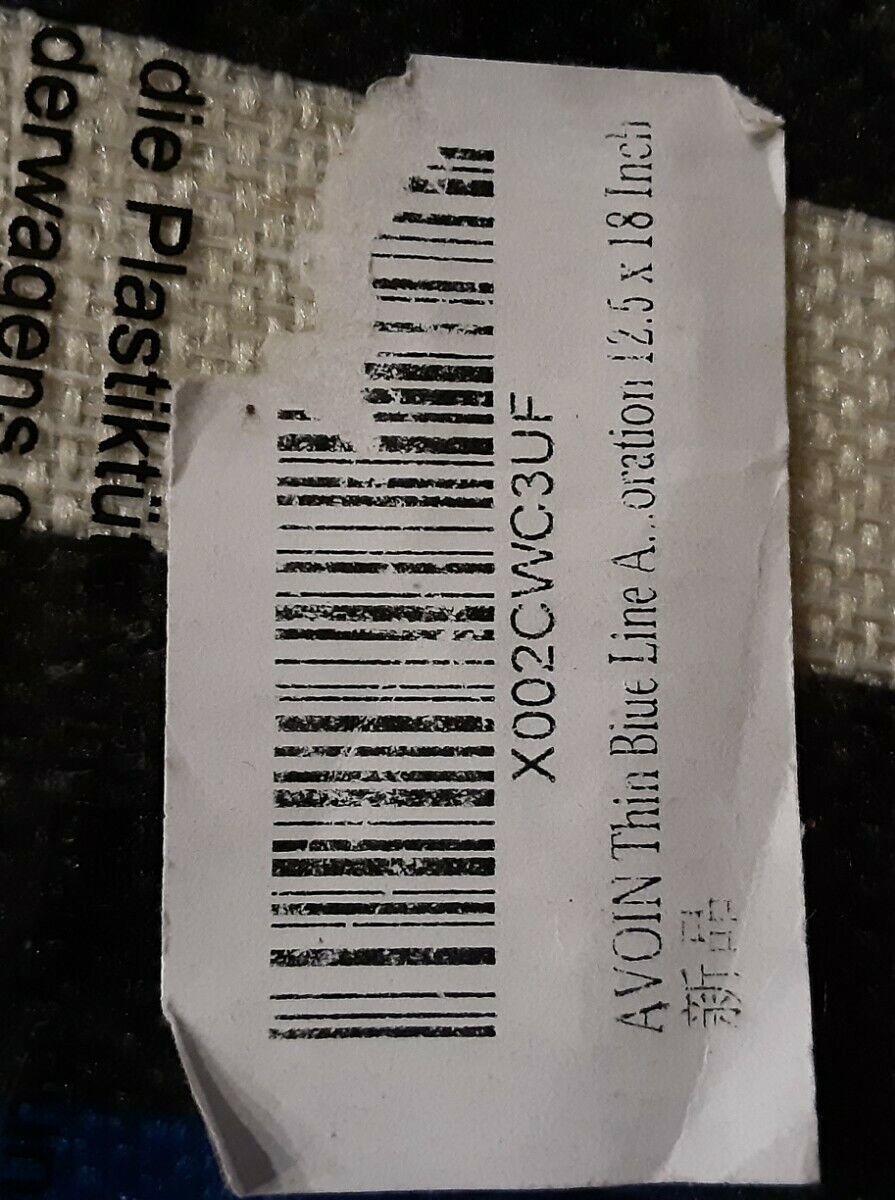 X002CWC3UF
AVOIN Thin Blue Line A...oration 12.5 x 18 Inch
新品
die Plastiktü
derwagens o